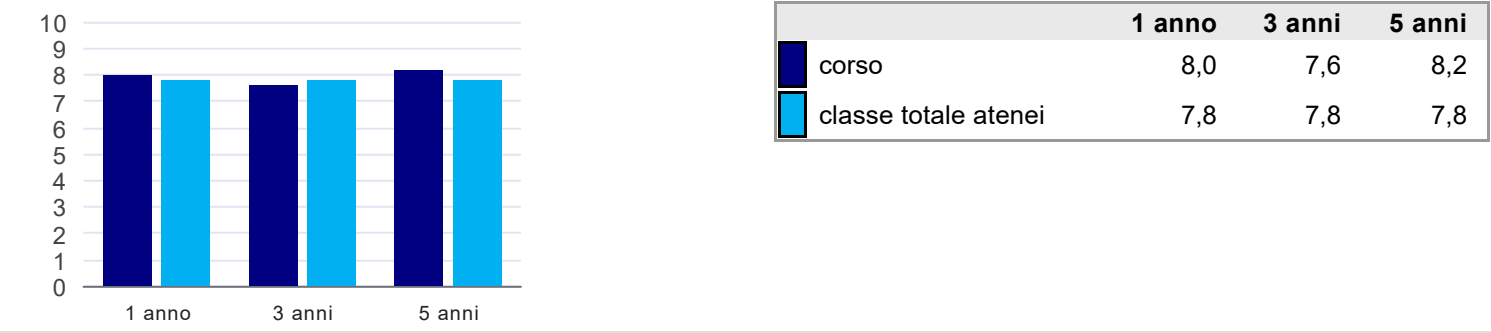 10
9
8
7
6
5
4
3
2
1
0
1 anno 3 anni 5 anni
1 anno 3 anni 5 anni
corso 8,0 7,6 8,2
classe totale atenei 7,8 7,8 7,8